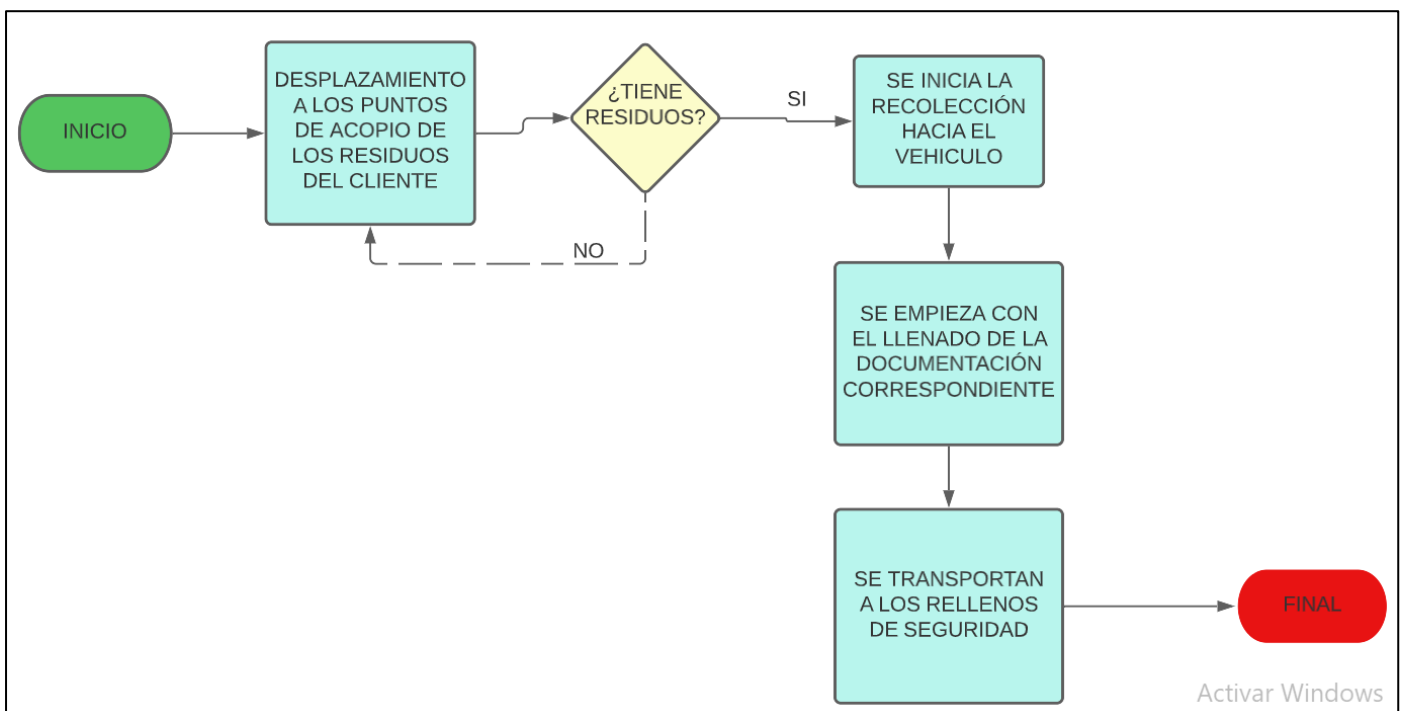 INICIO
DESPLAZAMIENTO
A LOS PUNTOS
DE ACOPIO DE
LOS RESIDUOS
DEL CLIENTE
¿TIENE
RESIDUOS?
SI
NO
SE INICIA LA
RECOLECCIÓN
HACIA EL
VEHICULO
SE EMPIEZA CON
EL LLENADO DE LA
DOCUMENTACIÓN
CORRESPONDIENTE
SE TRANSPORTAN
A LOS RELLENOS
DE SEGURIDAD
FINAL
Activar Windows